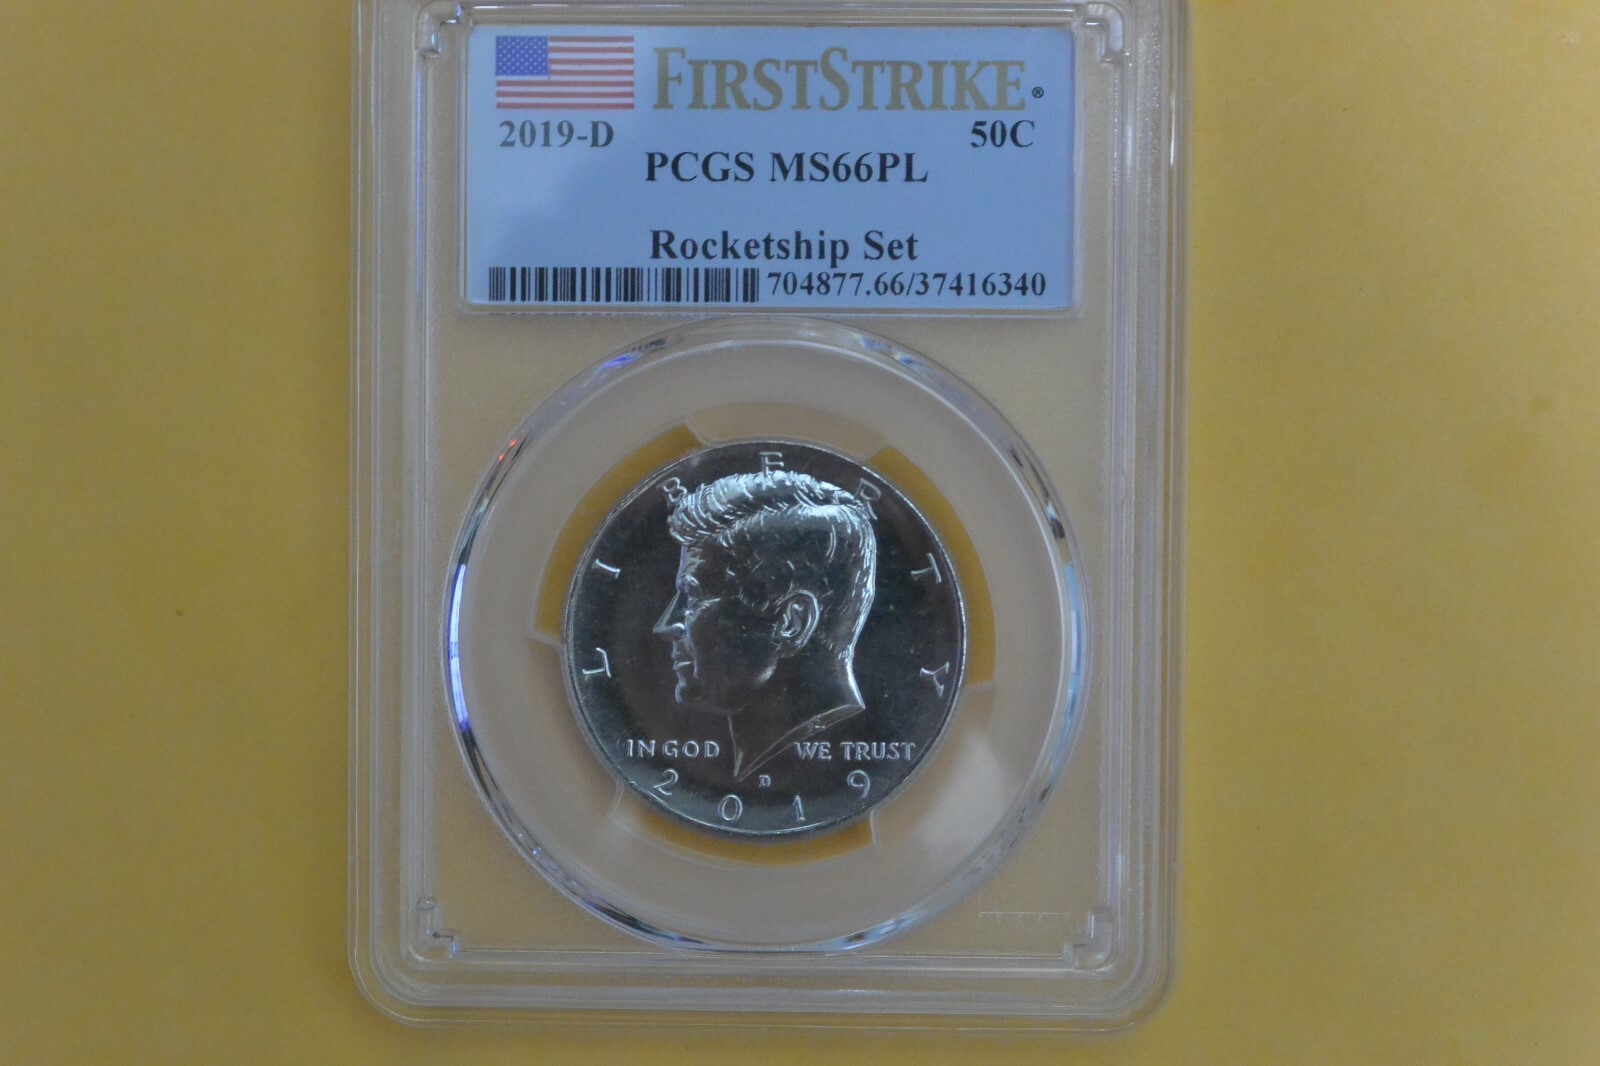 FIRSTSTRIKE®
2019-D 50C
PCGS MS66PL
Rocketship Set
704877.66/37416340
LIBERTY
IN GOD WE TRUST
D
2019